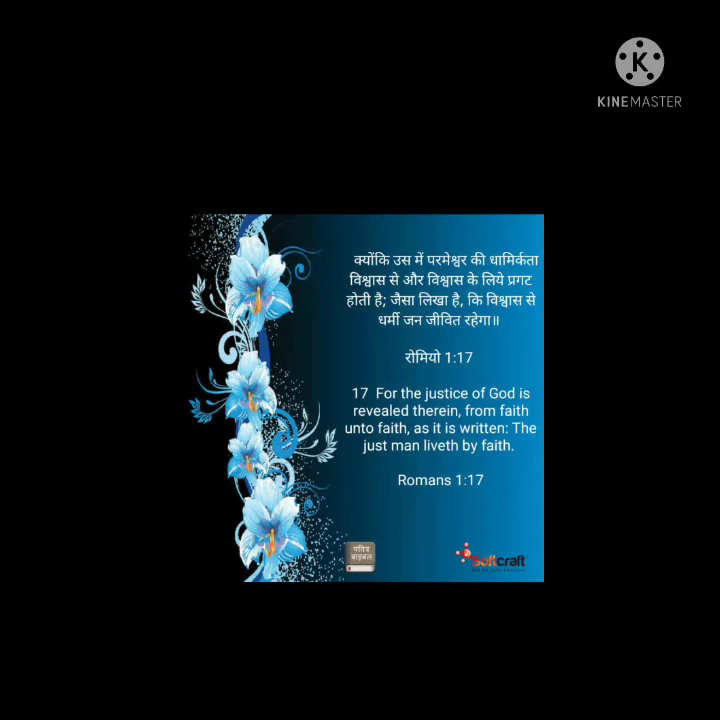 K
KINEMASTER
क्योंकि उस में परमेश्वर की धामिर्कता
विश्वास से और विश्वास के लिये प्रगट
होती है; जैसा लिखा है, कि विश्वास से
धर्मी जन जीवित रहेगा॥
रोमियो 1:17
17 For the justice of God is
revealed therein, from faith
unto faith, as it is written: The
just man liveth by faith.
Romans 1:17
पवित्र
बाइबल
Softcraft